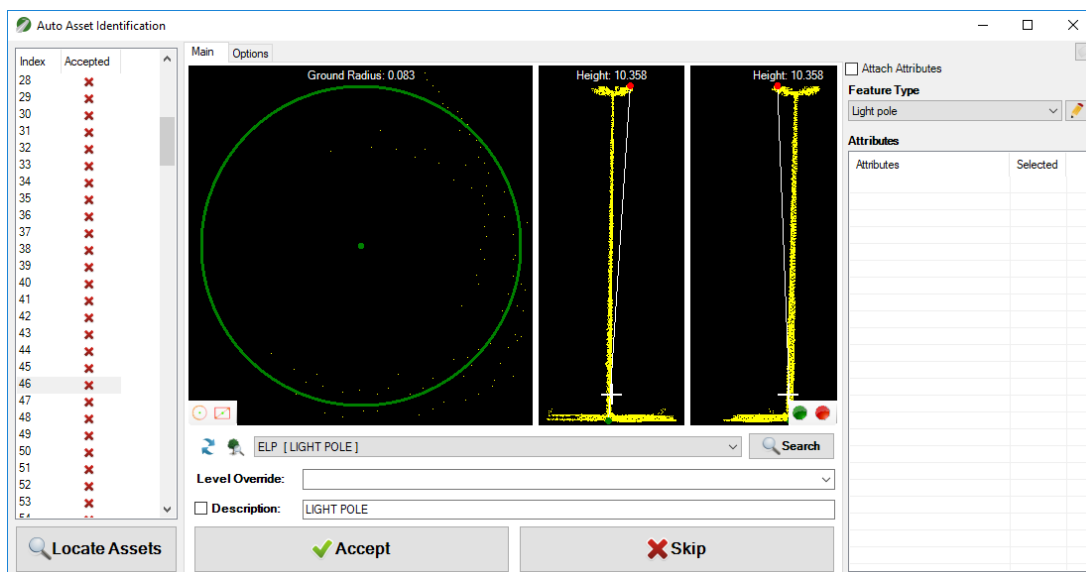 Auto Asset Identification
Index Accepted
28
29
30
31
32
33
34
35
36
37
38
39
40
41
42
43
44
45
46
47
48
49
50
51
52
53
54
Locate Assets
Main Options
Ground Radius: 0.083
Height: 10.358
Height: 10.358
ELP [ LIGHT POLE ]
Search
Level Override:
Description: LIGHT POLE
Accept
Skip
Attach Attributes
Feature Type
Light pole
Attributes
Attributes Selected